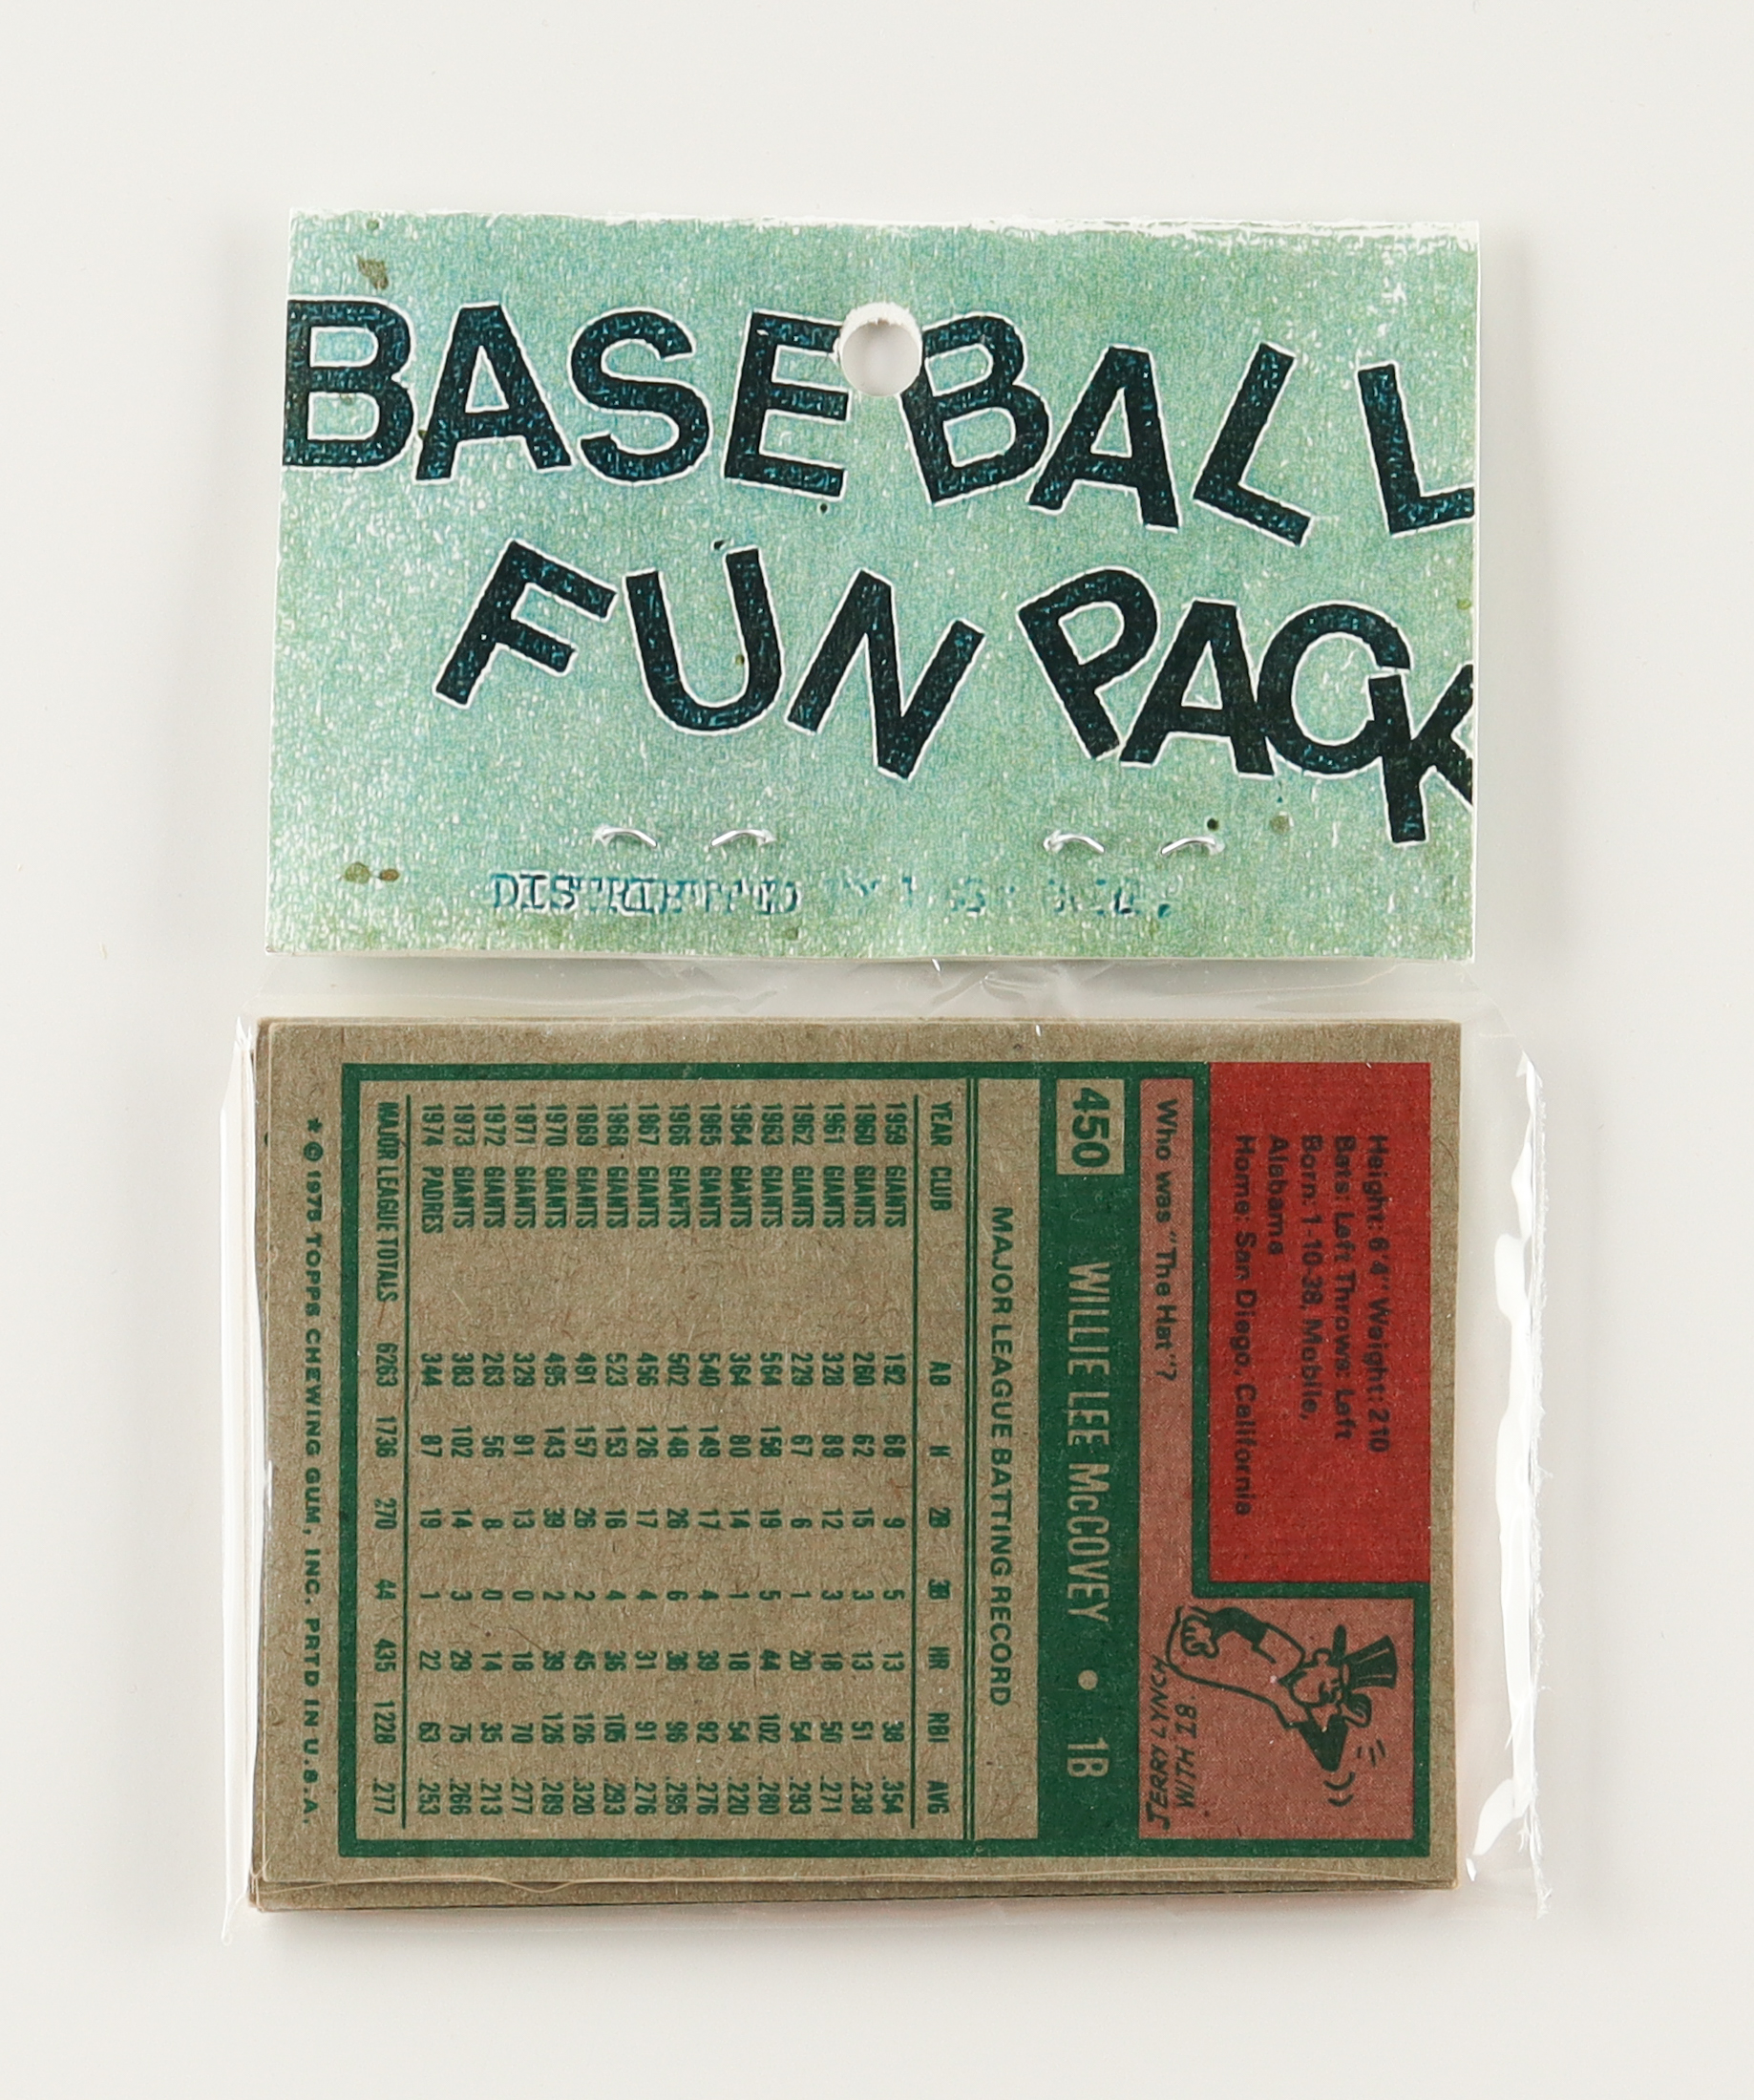 BASEBALL
FUN PACK
DISTRIBUTED
Height: 6'4" Weight: 210
Bats: Left Throws: Left
Born: 1-10-38, Mobile,
Alabama
Home: San Diego, California
Who was "The Hat"?
HIM IS.
JERRY LYNCH
450 WILLIE LEE McCOVEY • 1B
MAJOR LEAGUE BATTING RECORD
YEAR CLUB AB H 2B 3B HR RBI AVG
1959 GIANTS 192 68 9 5 13 38 .354
1960 GIANTS 260 62 15 3 13 51 .238
1961 GIANTS 328 89 12 3 18 50 .271
1962 GIANTS 229 67 6 1 20 54 .293
1963 GIANTS 564 158 19 5 44 102 .280
1964 GIANTS 364 80 14 1 18 54 .220
1965 GIANTS 540 149 17 4 39 92 .276
1966 GIANTS 502 148 26 6 36 96 .295
1967 GIANTS 456 126 17 4 31 91 .276
1968 GIANTS 523 153 16 4 36 105 .293
1969 GIANTS 491 157 26 2 45 126 .320
1970 GIANTS 495 143 39 2 39 126 .289
1971 GIANTS 329 91 13 0 18 70 .277
1972 GIANTS 263 56 8 0 14 35 .213
1973 GIANTS 383 102 14 3 29 75 .266
1974 PADRES 344 87 19 1 22 63 .253
MAJOR LEAGUE TOTALS 6263 1736 270 44 435 1228 .277
* © 1975 TOPPS CHEWING GUM, INC. PRTD IN U.S.A.